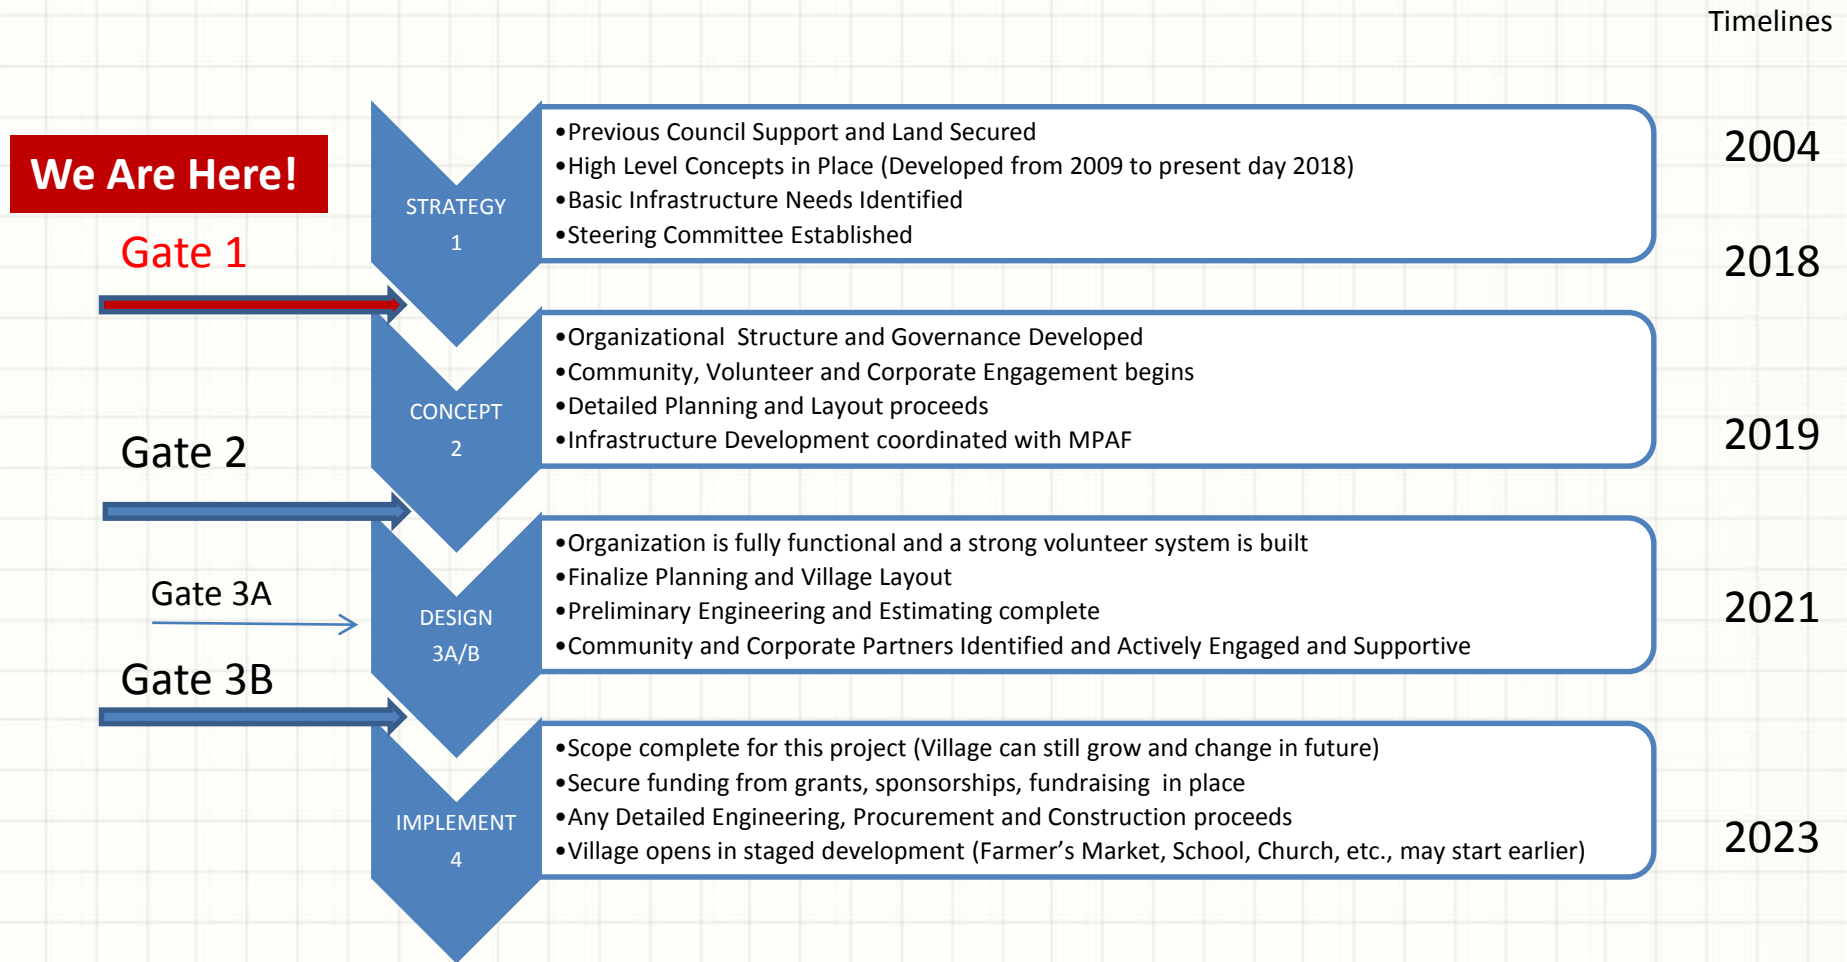 Timelines
We Are Here!
Gate 1
STRATEGY
1
•Previous Council Support and Land Secured
•High Level Concepts in Place (Developed from 2009 to present day 2018)
•Basic Infrastructure Needs Identified
•Steering Committee Established
2004
2018
Gate 2
CONCEPT
2
•Organizational  Structure and Governance Developed
•Community, Volunteer and Corporate Engagement begins
•Detailed Planning and Layout proceeds
•Infrastructure Development coordinated with MPAF
2019
Gate 3A
Gate 3B
DESIGN
3A/B
•Organization is fully functional and a strong volunteer system is built
•Finalize Planning and Village Layout
•Preliminary Engineering and Estimating complete
•Community and Corporate Partners Identified and Actively Engaged and Supportive
2021
IMPLEMENT
4
•Scope complete for this project (Village can still grow and change in future)
•Secure funding from grants, sponsorships, fundraising  in place
•Any Detailed Engineering, Procurement and Construction proceeds
•Village opens in staged development (Farmer’s Market, School, Church, etc., may start earlier)
2023